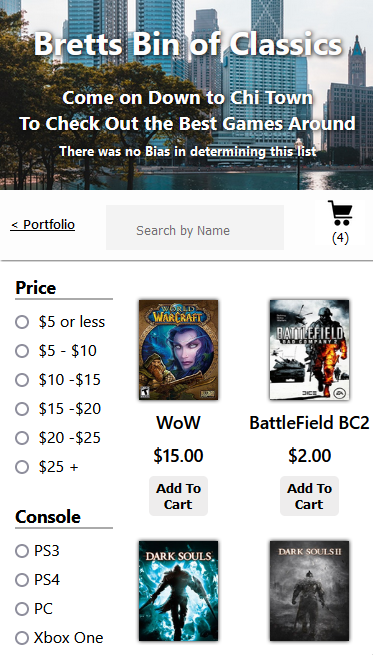 Bretts Bin of Classics
Come on Down to Chi Town
To Check Out the Best Games Around
There was no Bias in determining this list
< Portfolio
Search by Name
(4)
Price
$5 or less
$5 - $10
$10 -$15
$15 -$20
$20 -$25
$25 +
Console
PS3
PS4
PC
Xbox One
WORLD
WARCRAFT
WoW
$15.00
Add To
Cart
BATTLEFIELD
BAD COMPANY 2
BattleField BC2
$2.00
Add To
Cart
DARK SOULS
DARK SOULS II